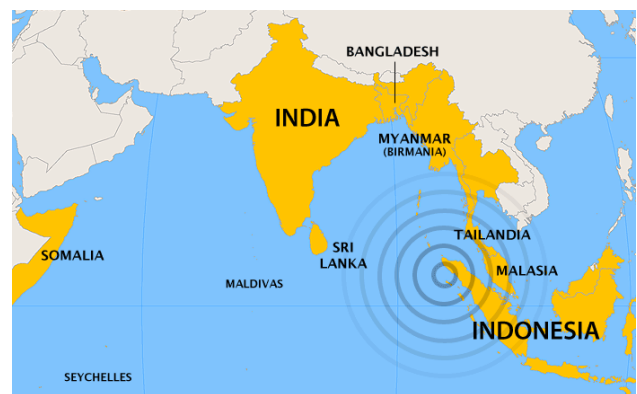 BANGLADESH
INDIA
MYANMAR
(BIRMANIA)
TAILANDIA
SRI
LANKA
SOMALIA
MALASIA
MALDIVAS
INDONESIA
SEYCHELLES